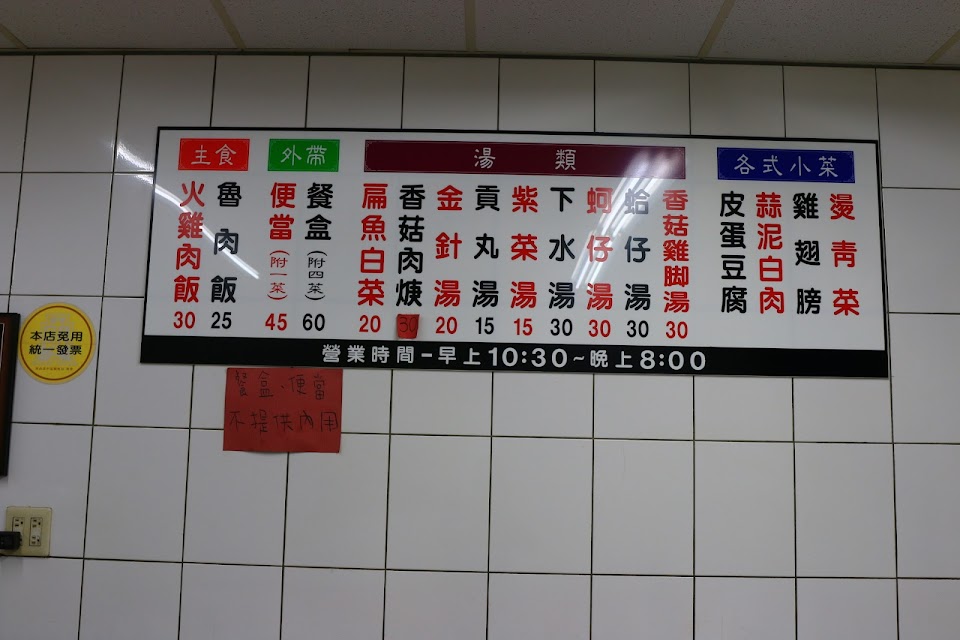 主食
火雞肉飯 30
魯肉飯 25
外帶
便當(附一菜) 45
餐盒(附四菜) 60
湯類
扁魚白菜 20
香菇肉焿 30
金針湯 20
貢丸湯 15
紫菜湯 15
下水湯 30
蚵仔湯 30
蛤仔湯 30
香菇雞脚湯 30
各式小菜
皮蛋豆腐
蒜泥白肉
雞翅膀
燙青菜
營業時間-早上10:30~晚上8:00
本店免用
統一發票
餐盒、便當
不提供內用